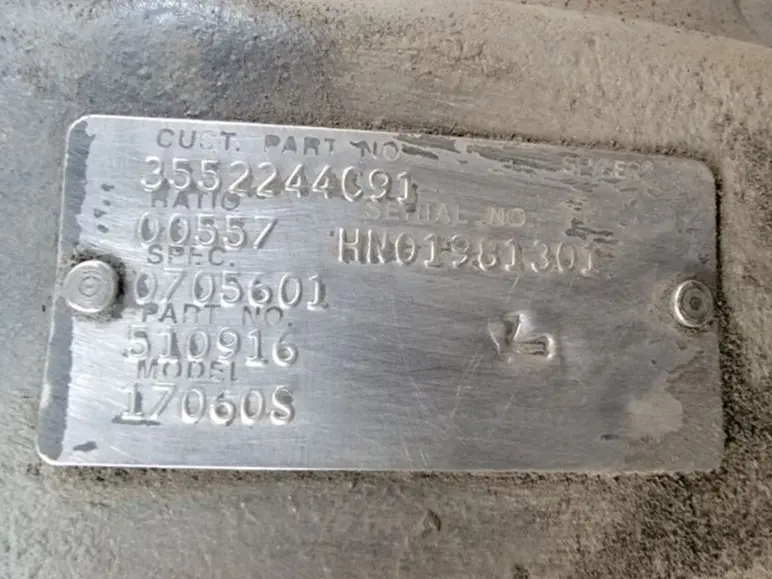 CUST. PART NO
3552244C91
RATIO
SERIAL NO.
00557
HN01981301
SPEC.
0705601
PART NO.
510916
MODEL
17060S